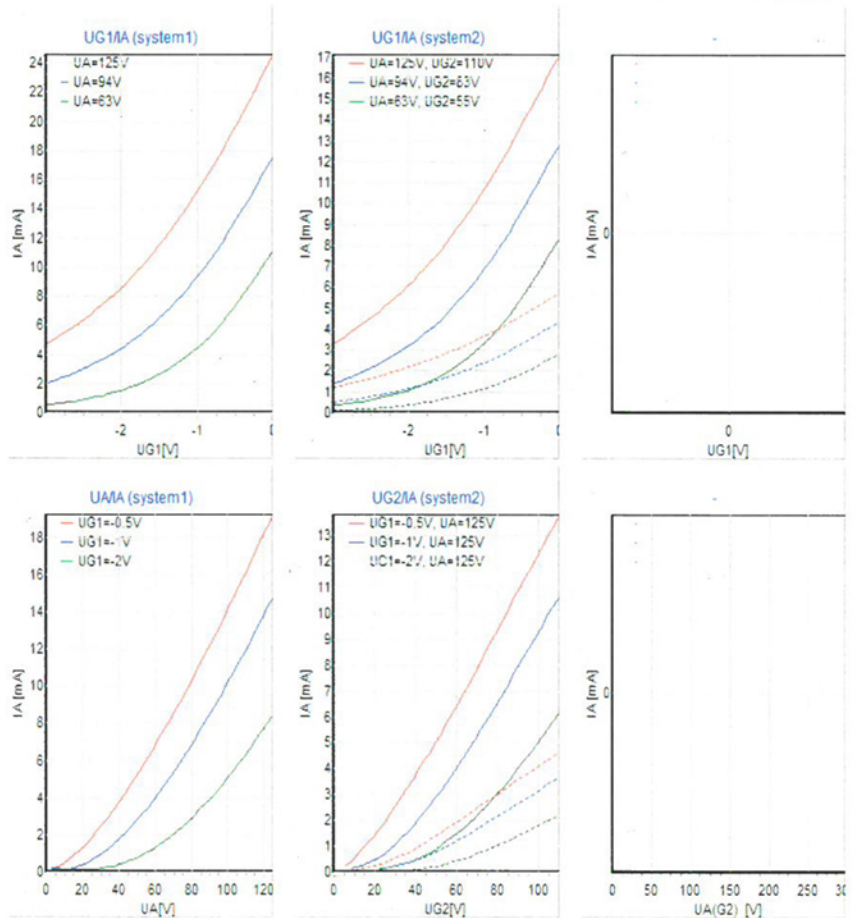 UG1/IA (system1)
24
22
20
18
16
14
12
10
8
6
4
2
0
IA [mA]
UA=125V
UA=94V
UA=63V
-2
-1
0
UG1[V]
UG1/IA (system2)
17
16
15
14
13
12
11
10
9
8
7
6
5
4
3
2
1
0
IA [mA]
UA=125V, UG2=110V
UA=94V, UG2=83V
UA=63V, UG2=55V
-2
-1
0
UG1[V]
IA [mA]
0
0
UG1[V]
UA/IA (system1)
18
16
14
12
10
8
6
4
2
0
IA [mA]
UG1=-0.5V
UG1=-1V
UG1=-2V
0
20
40
60
80
100
UA[V]
UG2/IA (system2)
13
12
11
10
9
8
7
6
5
4
3
2
1
0
IA [mA]
UG1=-0.5V, UA=125V
UG1=-1V, UA=125V
UG1=-2V, UA=125V
0
20
40
60
80
100
UG2[V]
IA [mA]
0
0
50
100
150
200
250
UA(G2) [V]